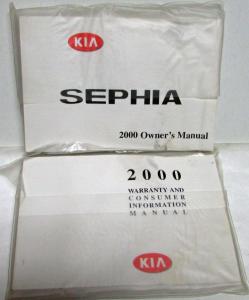 KIA
SEPHIA
2000 Owner's Manual
2000
WARRANTY AND
CONSUMER
INFORMATION
MANUAL
KIA